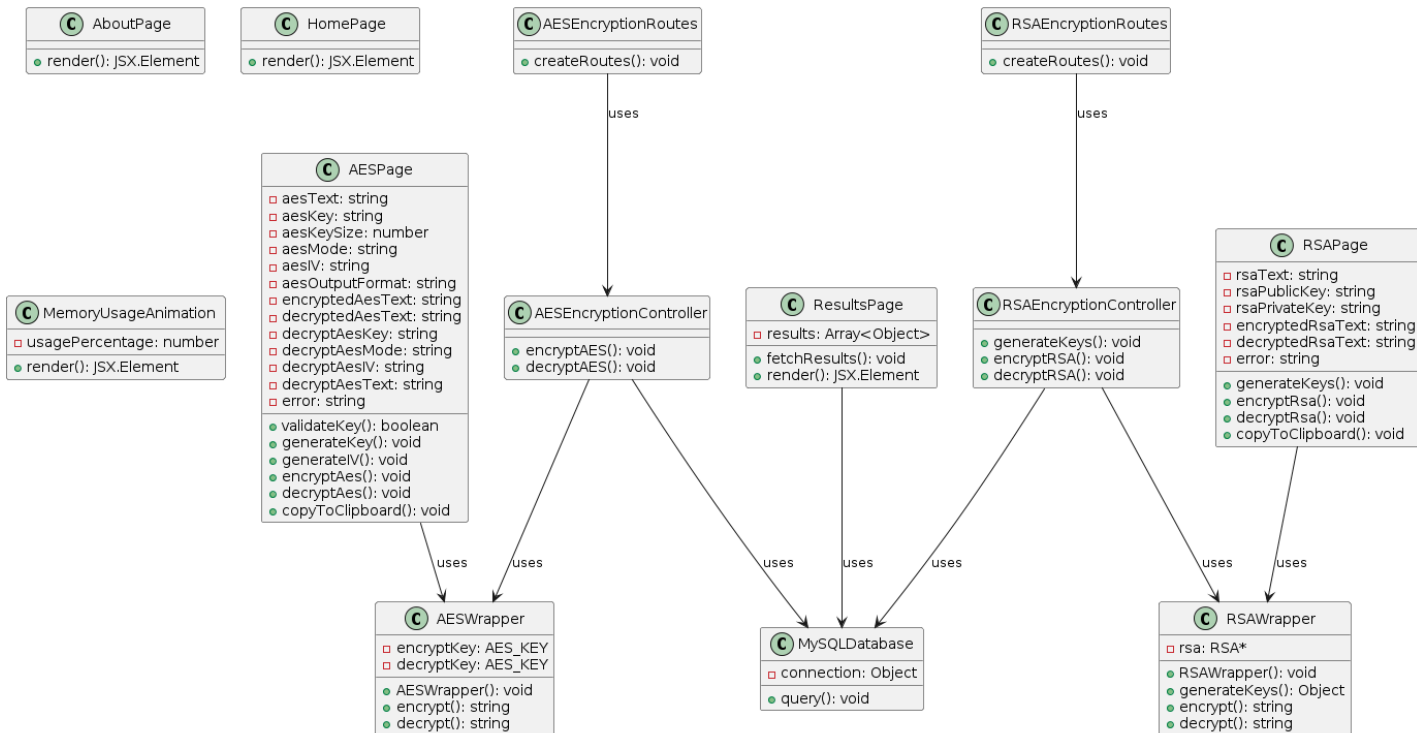 C AboutPage
render(): JSX.Element
C HomePage
render(): JSX.Element
C AESEncryptionRoutes
createRoutes(): void
C RSAEncryptionRoutes
createRoutes(): void
uses
uses
C AESPage
aesText: string
aesKey: string
aesKeySize: number
aesMode: string
aesIV: string
aesOutputFormat: string
encryptedAesText: string
decryptedAesText: string
decryptAesKey: string
decryptAesMode: string
decryptAesIV: string
decryptAesText: string
error: string
validateKey(): boolean
generateKey(): void
generateIV(): void
encryptAes(): void
decryptAes(): void
copyToClipboard(): void
C RSAPage
rsaText: string
rsaPublicKey: string
rsaPrivateKey: string
encryptedRsaText: string
decryptedRsaText: string
error: string
generateKeys(): void
encryptRsa(): void
decryptRsa(): void
copyToClipboard(): void
C MemoryUsageAnimation
usagePercentage: number
render(): JSX.Element
C AESEncryptionController
encryptAES(): void
decryptAES(): void
C ResultsPage
results: Array<Object>
fetchResults(): void
render(): JSX.Element
C RSAEncryptionController
generateKeys(): void
encryptRSA(): void
decryptRSA(): void
uses
uses
uses
uses
uses
uses
uses
C AESWrapper
encryptKey: AES_KEY
decryptKey: AES_KEY
AESWrapper(): void
encrypt(): string
decrypt(): string
C MySQLDatabase
connection: Object
query(): void
C RSAWrapper
rsa: RSA*
RSAWrapper(): void
generateKeys(): Object
encrypt(): string
decrypt(): string